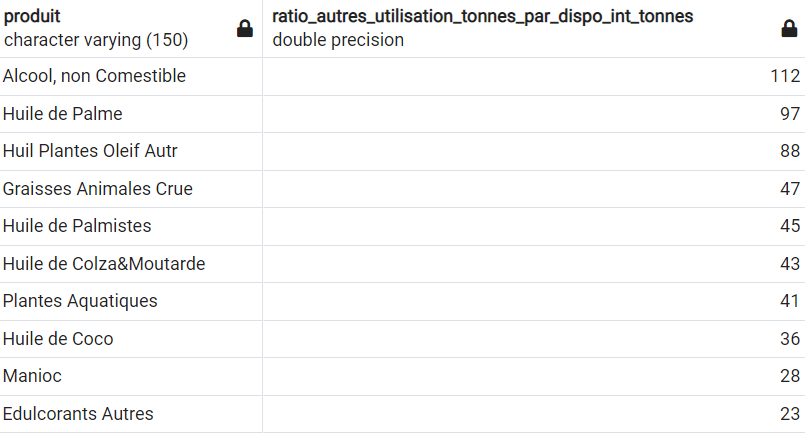 produit ratio_autres_utilisation_tonnes_par_dispo_int_tonnes
character varying (150) double precision
Alcool, non Comestible 112
Huile de Palme 97
Huil Plantes Oleif Autr 88
Graisses Animales Crue 47
Huile de Palmistes 45
Huile de Colza&Moutarde 43
Plantes Aquatiques 41
Huile de Coco 36
Manioc 28
Edulcorants Autres 23